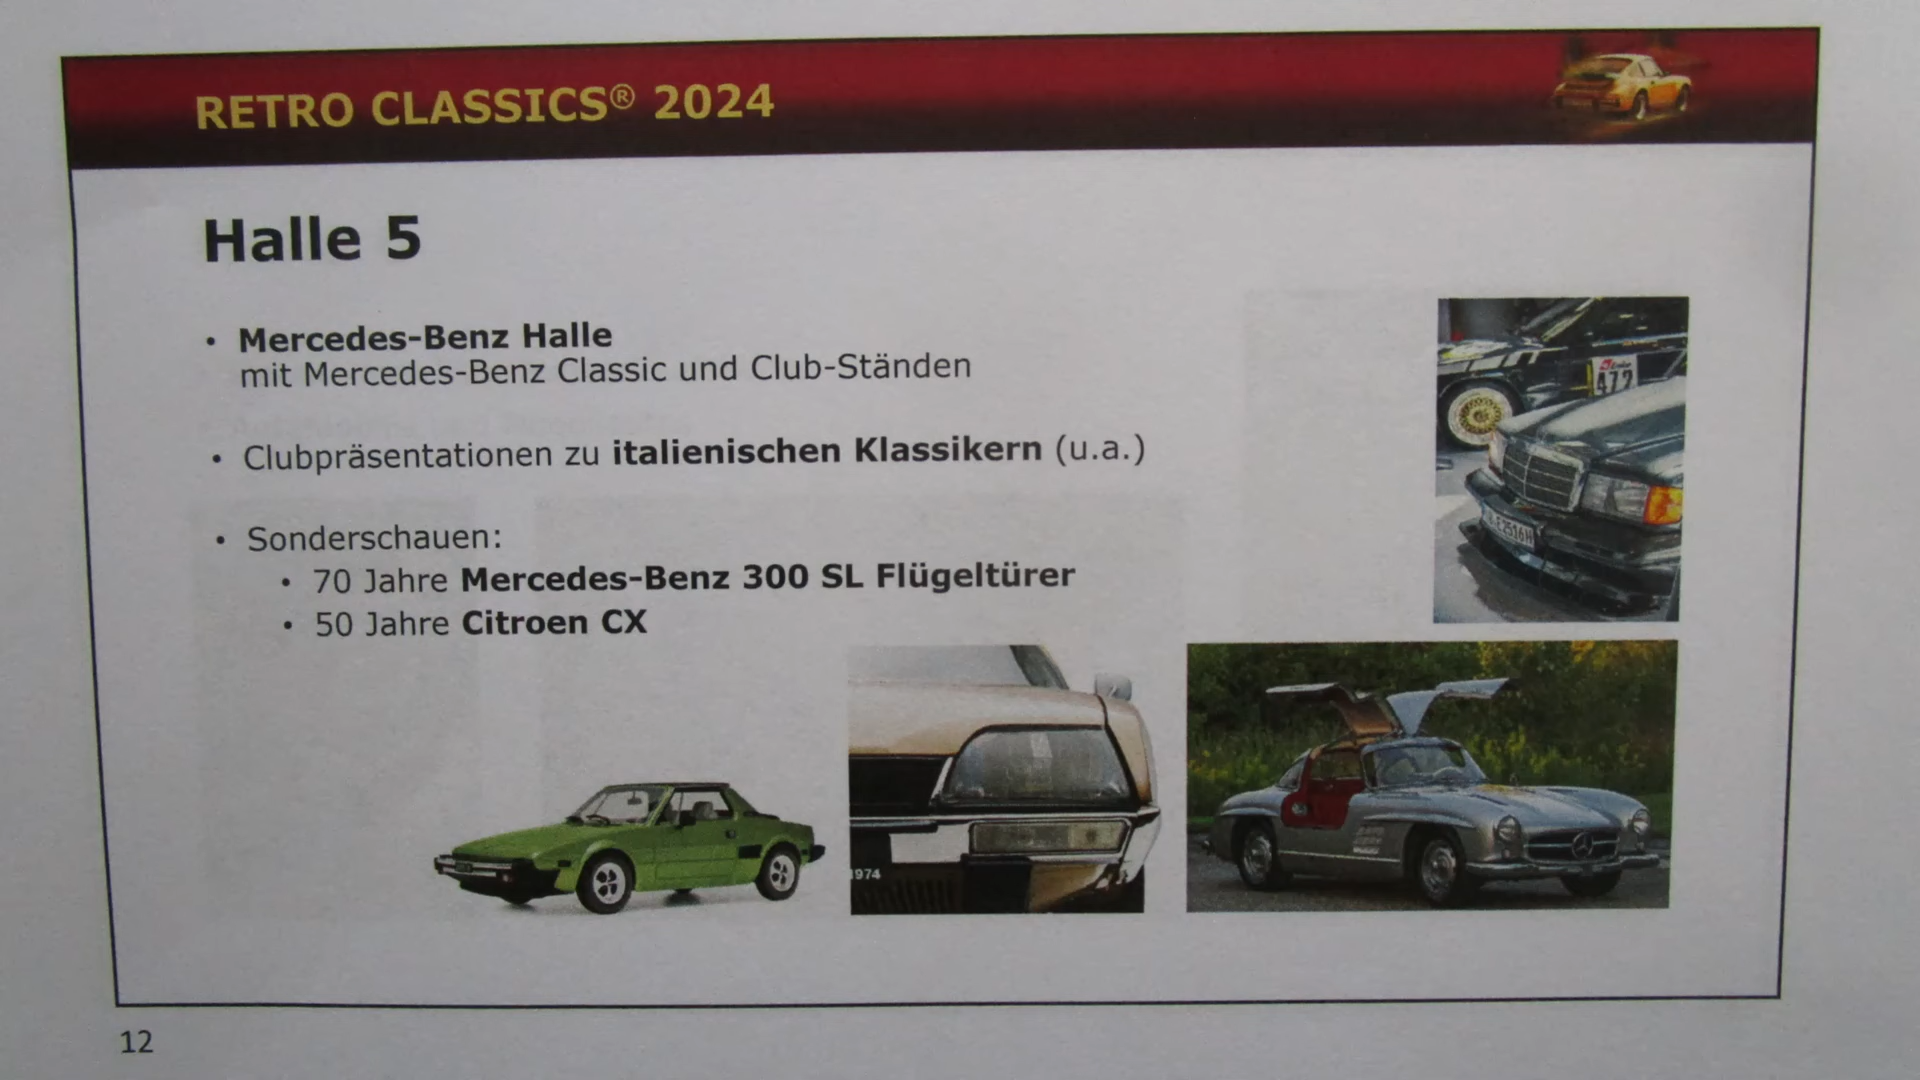 RETRO CLASSICS® 2024
Halle 5
• Mercedes-Benz Halle
mit Mercedes-Benz Classic und Club-Ständen
• Clubpräsentationen zu italienischen Klassikern (u.a.)
• Sonderschauen:
• 70 Jahre Mercedes-Benz 300 SL Flügeltürer
• 50 Jahre Citroen CX
472
1974
12